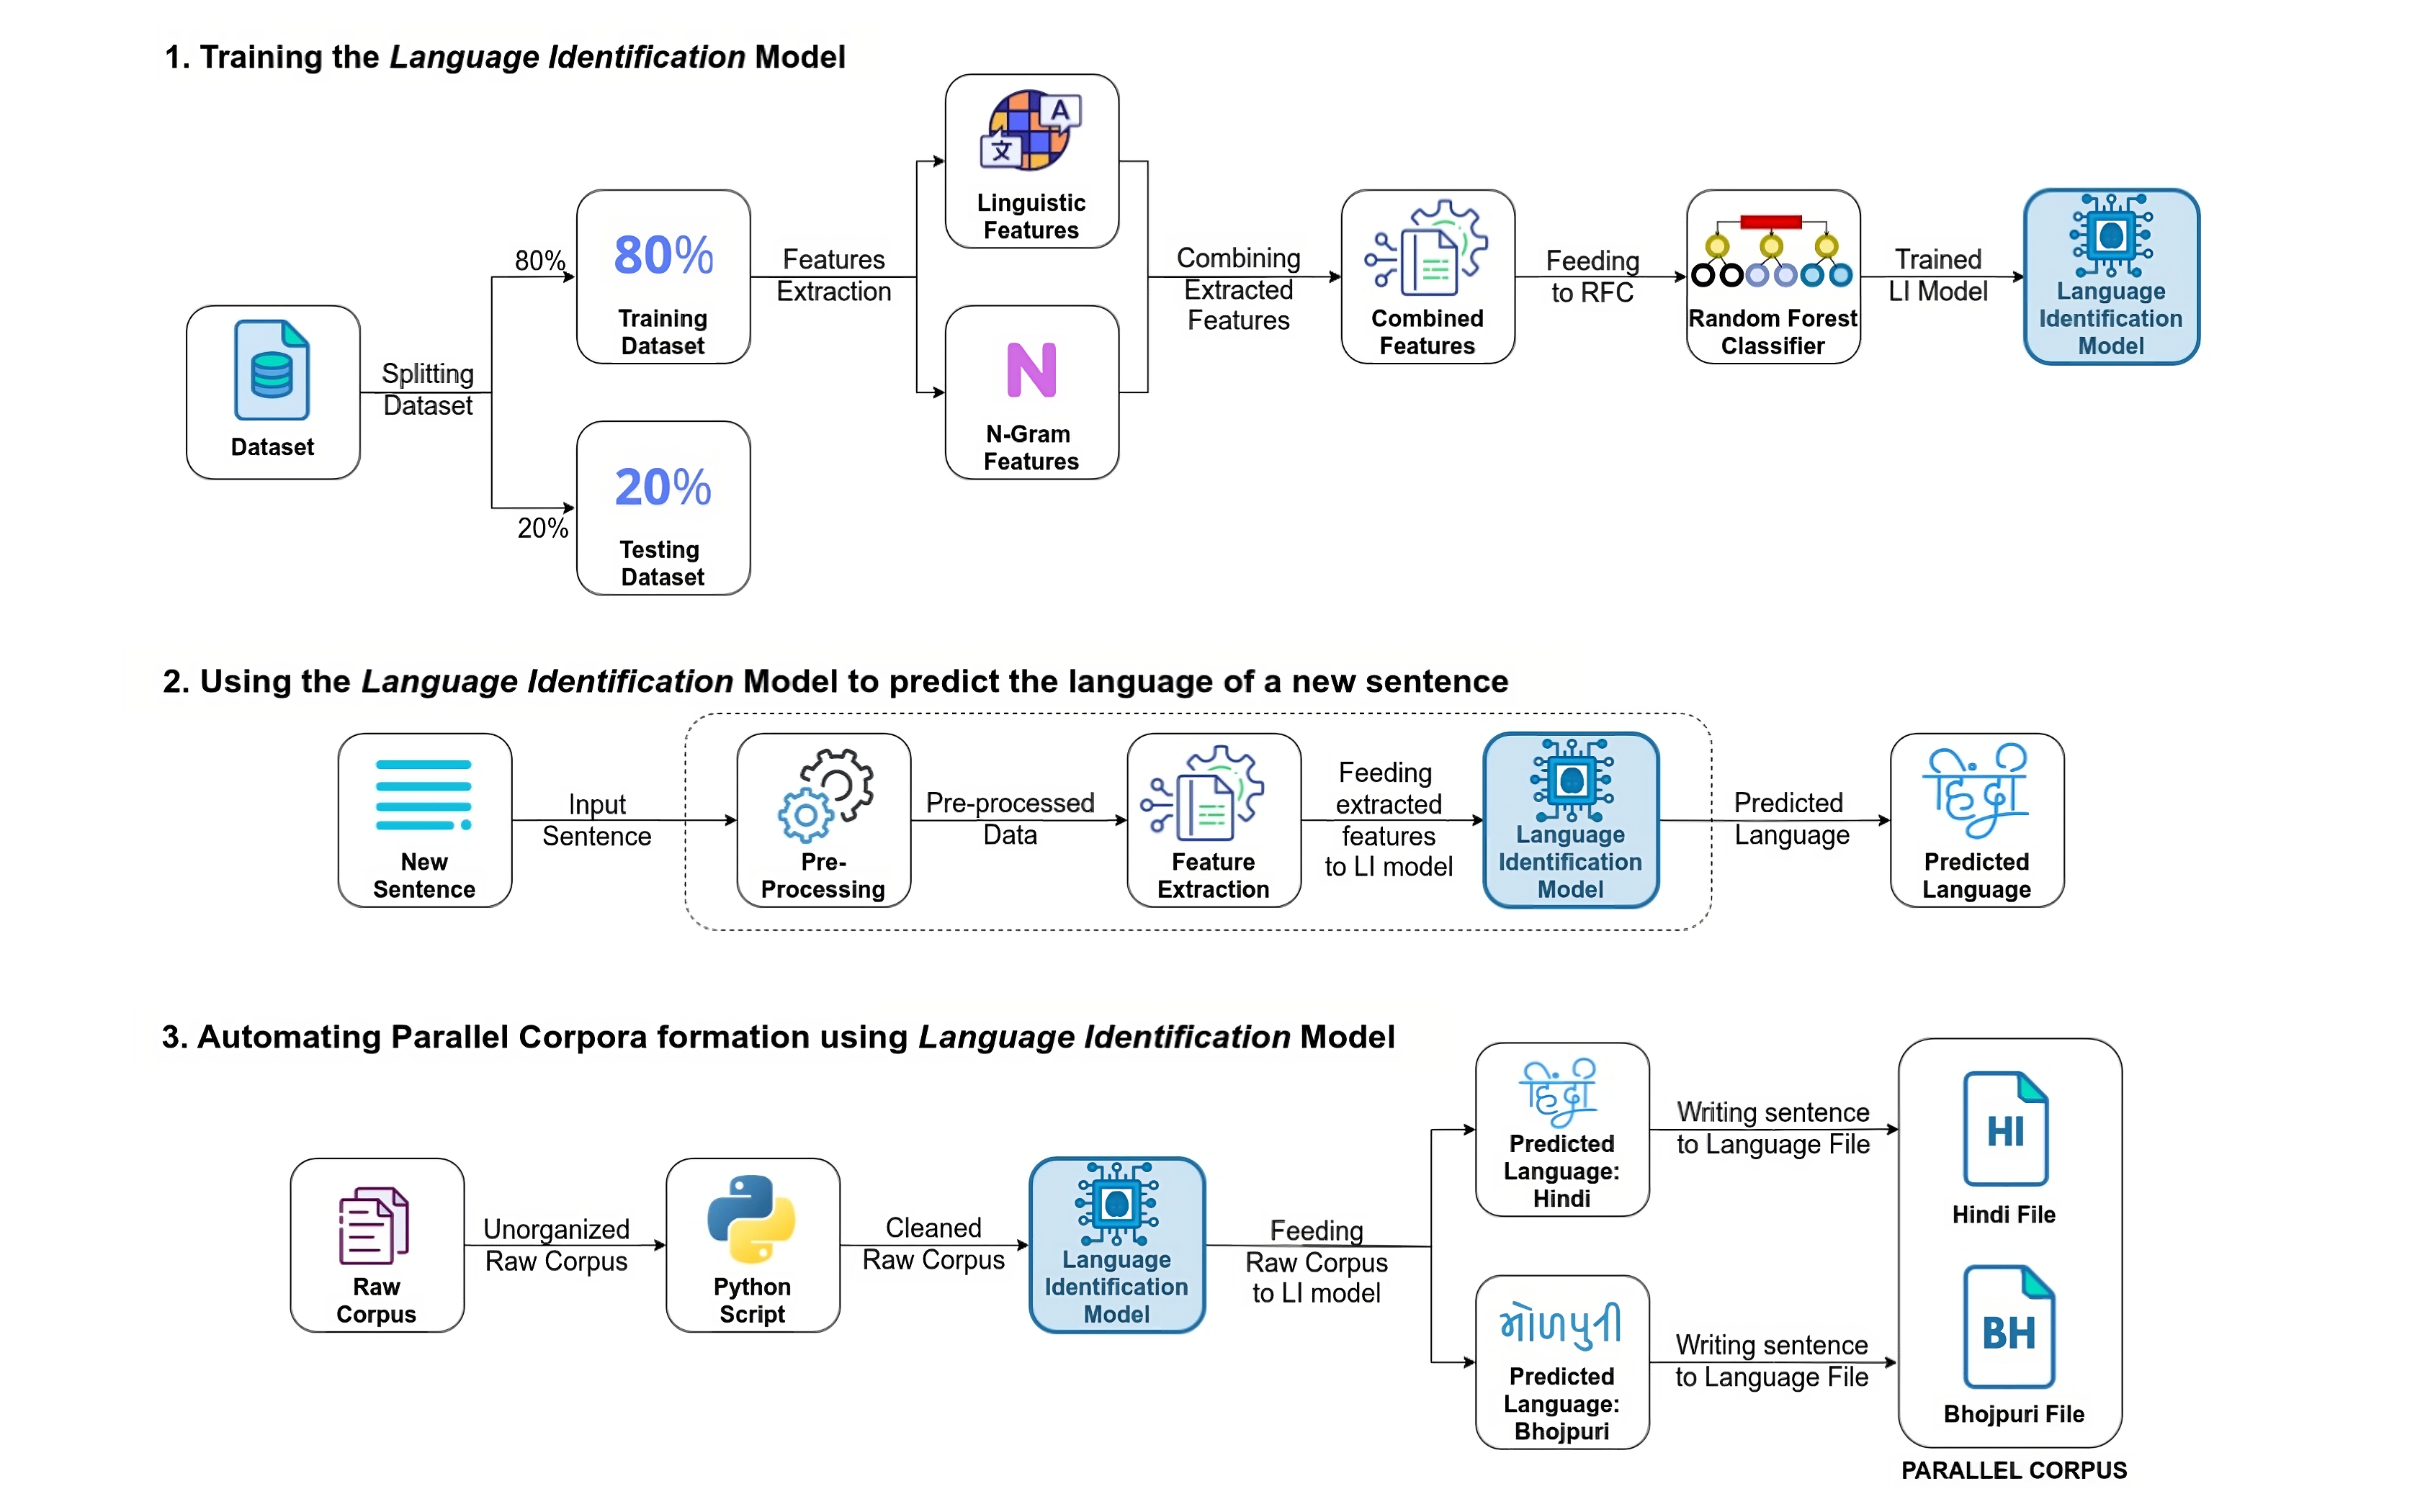 1. Training the Language Identification Model
A
文
Linguistic
Features
80%
80%
Training
Dataset
Features
Extraction
Combining
Extracted
Features
Combined
Features
Feeding
to RFC
Random Forest
Classifier
Trained
LI Model
Language
Identification
Model
Dataset
Splitting
Dataset
N
N-Gram
Features
20%
20%
Testing
Dataset
2. Using the Language Identification Model to predict the language of a new sentence
New
Sentence
Input
Sentence
Pre-
Processing
Pre-processed
Data
Feature
Extraction
Feeding
extracted
features
to LI model
Language
Identification
Model
Predicted
Language
हिंदी
Predicted
Language
3. Automating Parallel Corpora formation using Language Identification Model
Raw
Corpus
Unorganized
Raw Corpus
Python
Script
Cleaned
Raw Corpus
Language
Identification
Model
Feeding
Raw Corpus
to LI model
हिंदी
Predicted
Language:
Hindi
Writing sentence
to Language File
HI
Hindi File
Predicted
Language:
Bhojpuri
Writing sentence
to Language File
BH
Bhojpuri File
PARALLEL CORPUS